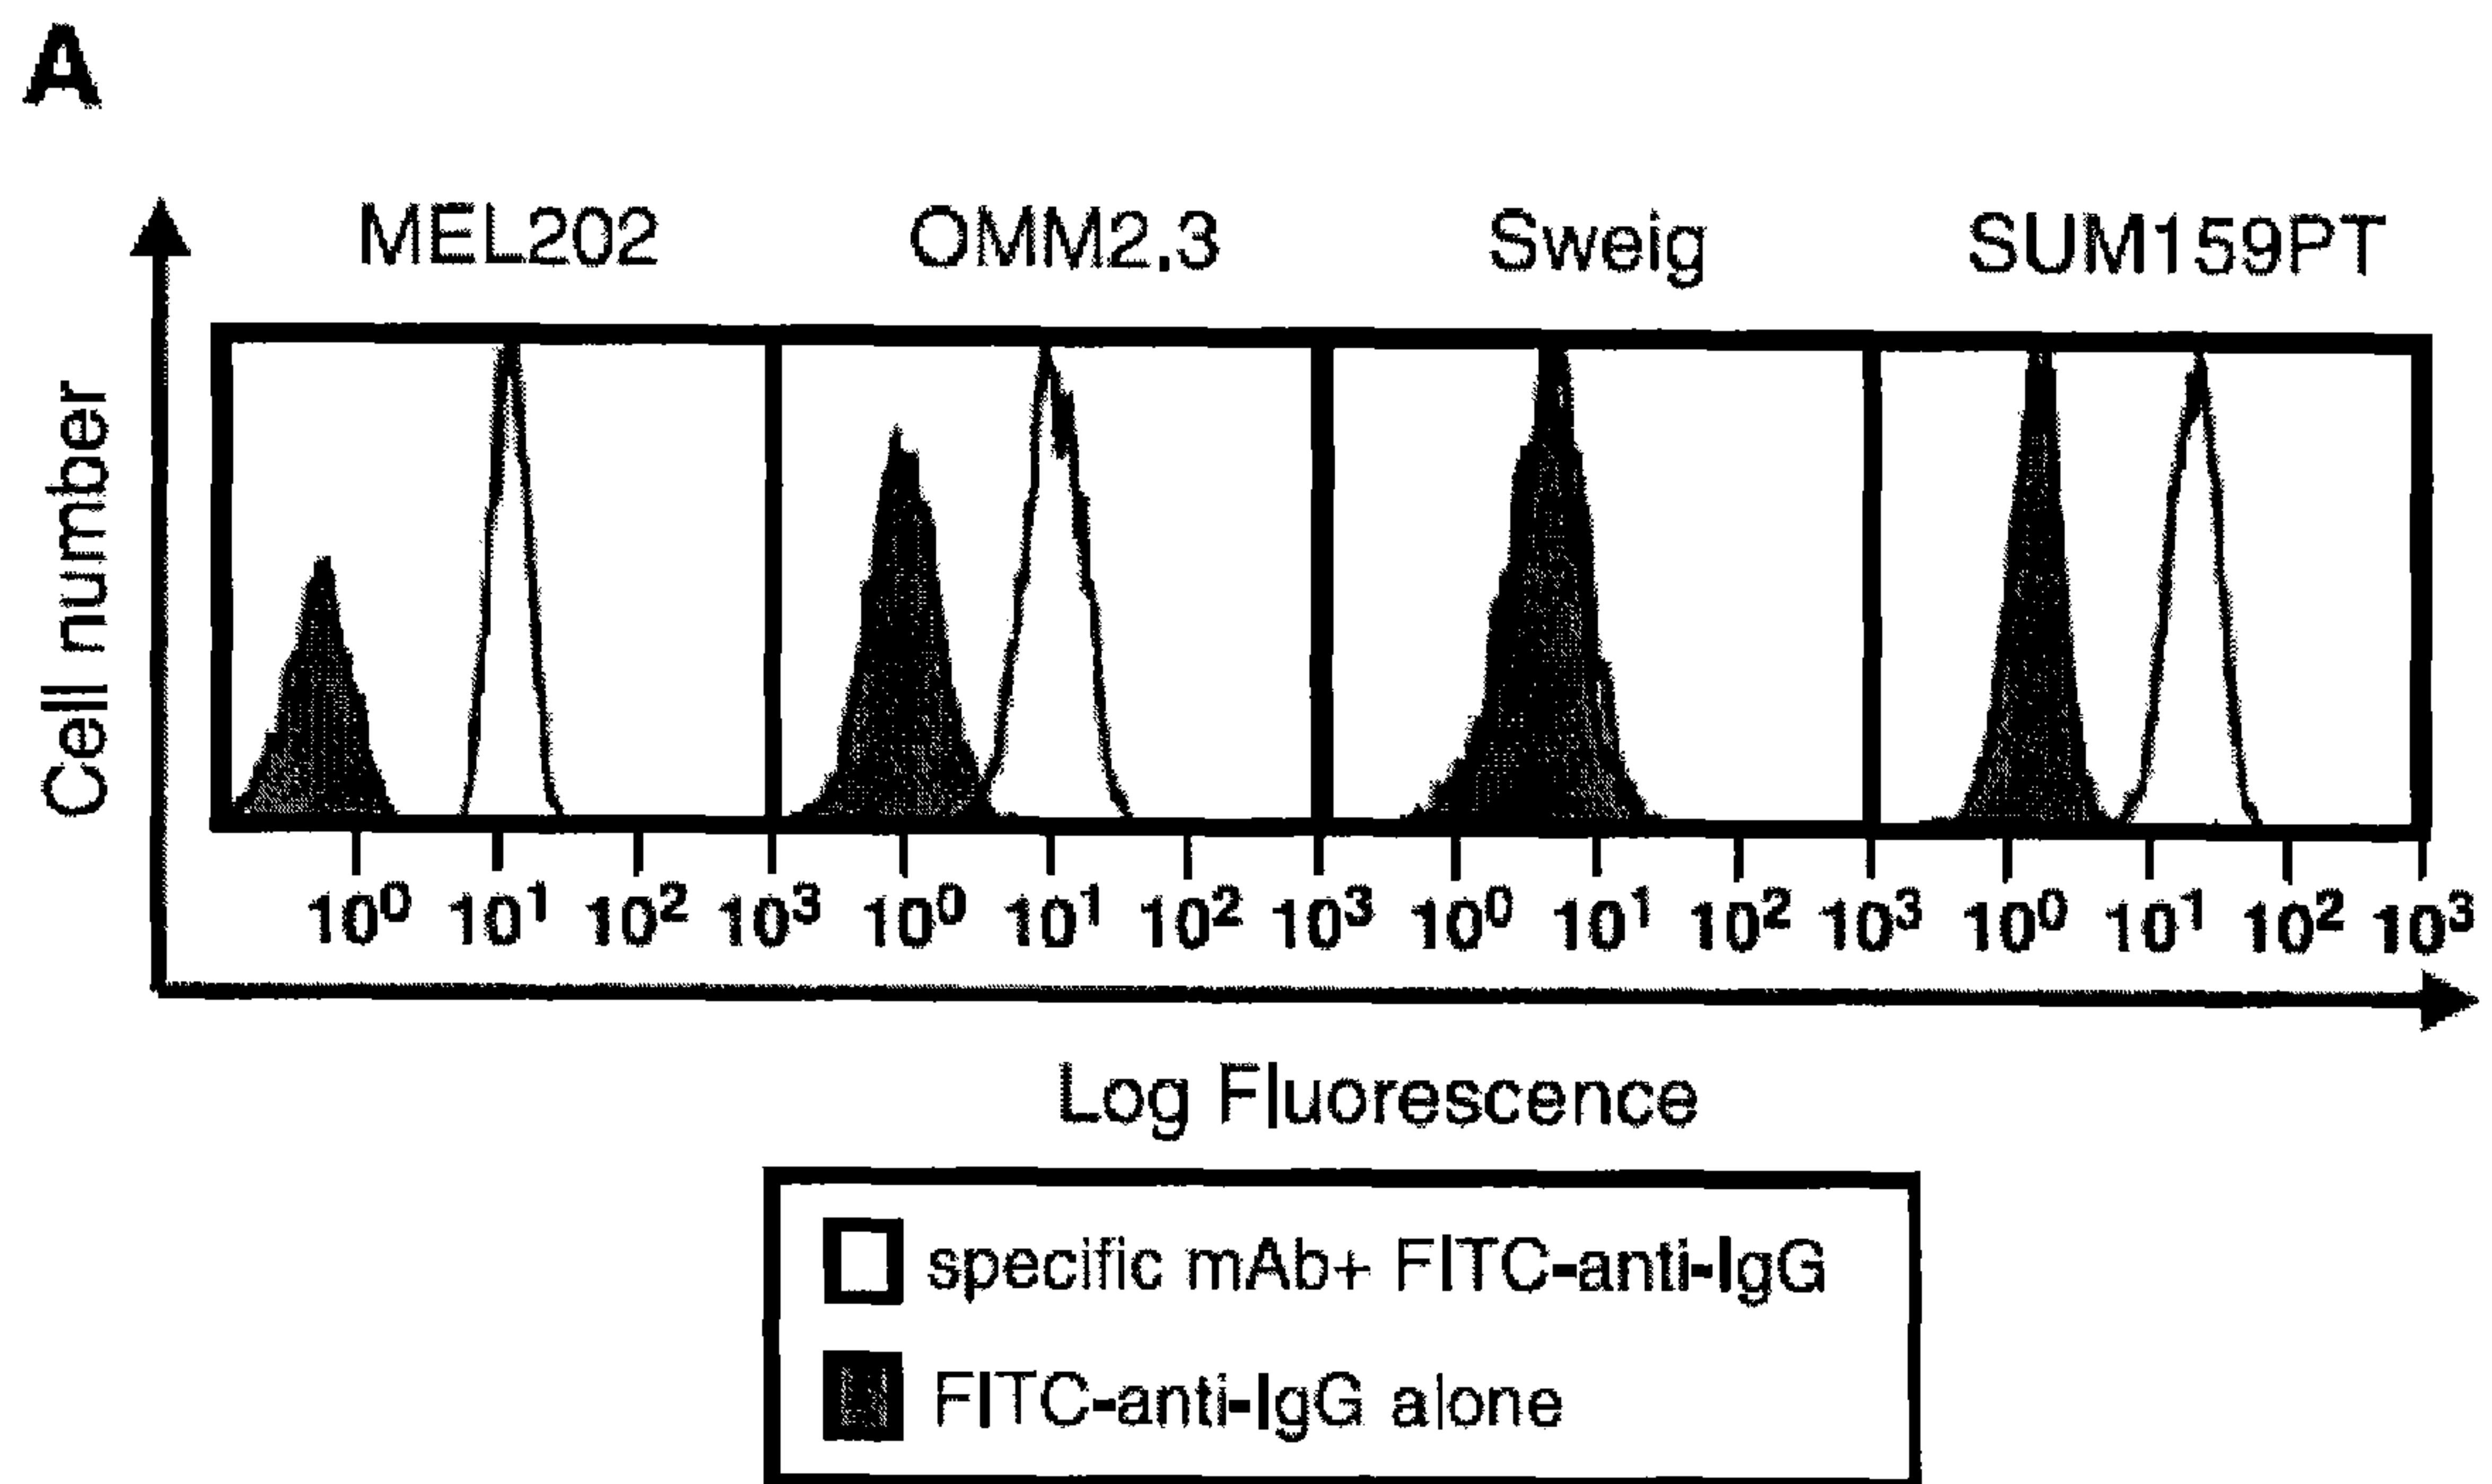 A
MEL202 OMM2.3 Sweig SUM159PT
Cell number
10⁰ 10¹ 10² 10³ 10⁰ 10¹ 10² 10³ 10⁰ 10¹ 10² 10³ 10⁰ 10¹ 10² 10³
Log Fluorescence
specific mAb+ FITC-anti-IgG
FITC-anti-IgG alone